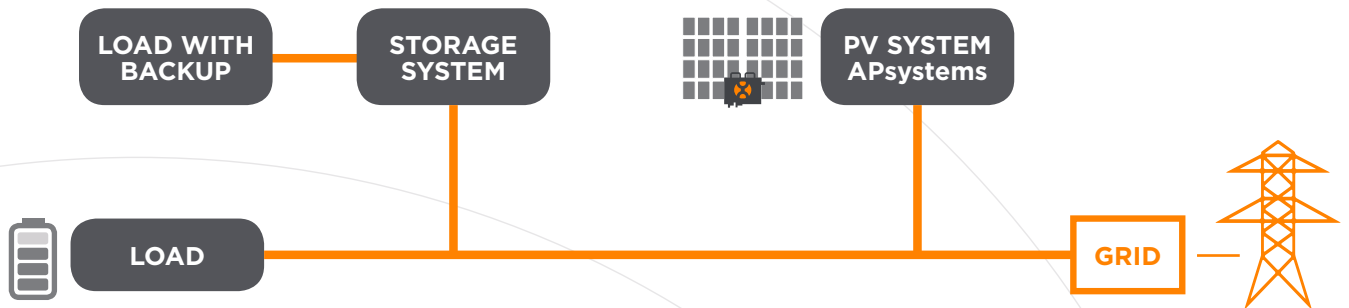 LOAD WITH
BACKUP
STORAGE
SYSTEM
PV SYSTEM
APsystems
LOAD
GRID